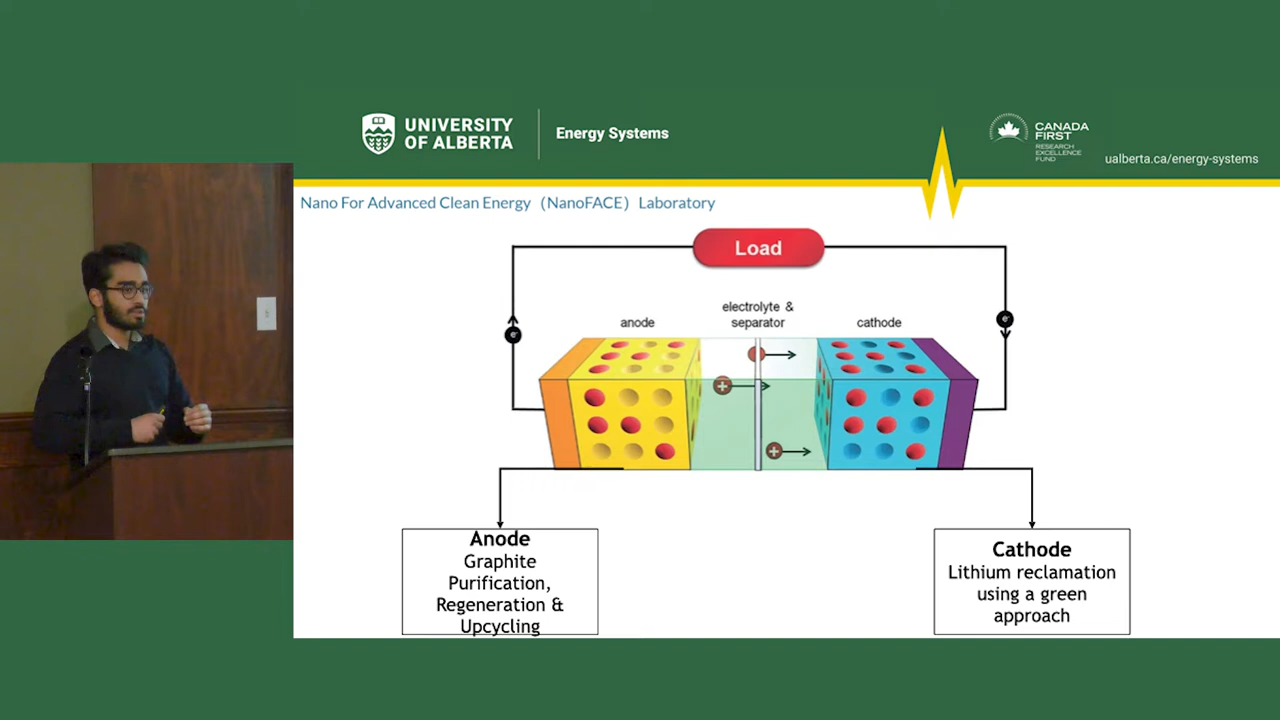 UNIVERSITY
OF ALBERTA
Energy Systems
CANADA
FIRST
RESEARCH
EXCELLENCE
FUND
ualberta.ca/energy-systems
Nano For Advanced Clean Energy（NanoFACE）Laboratory
Load
electrolyte &
separator
anode
cathode
e-
e-
+
+
+
Anode
Graphite
Purification,
Regeneration &
Upcycling
Cathode
Lithium reclamation
using a green
approach